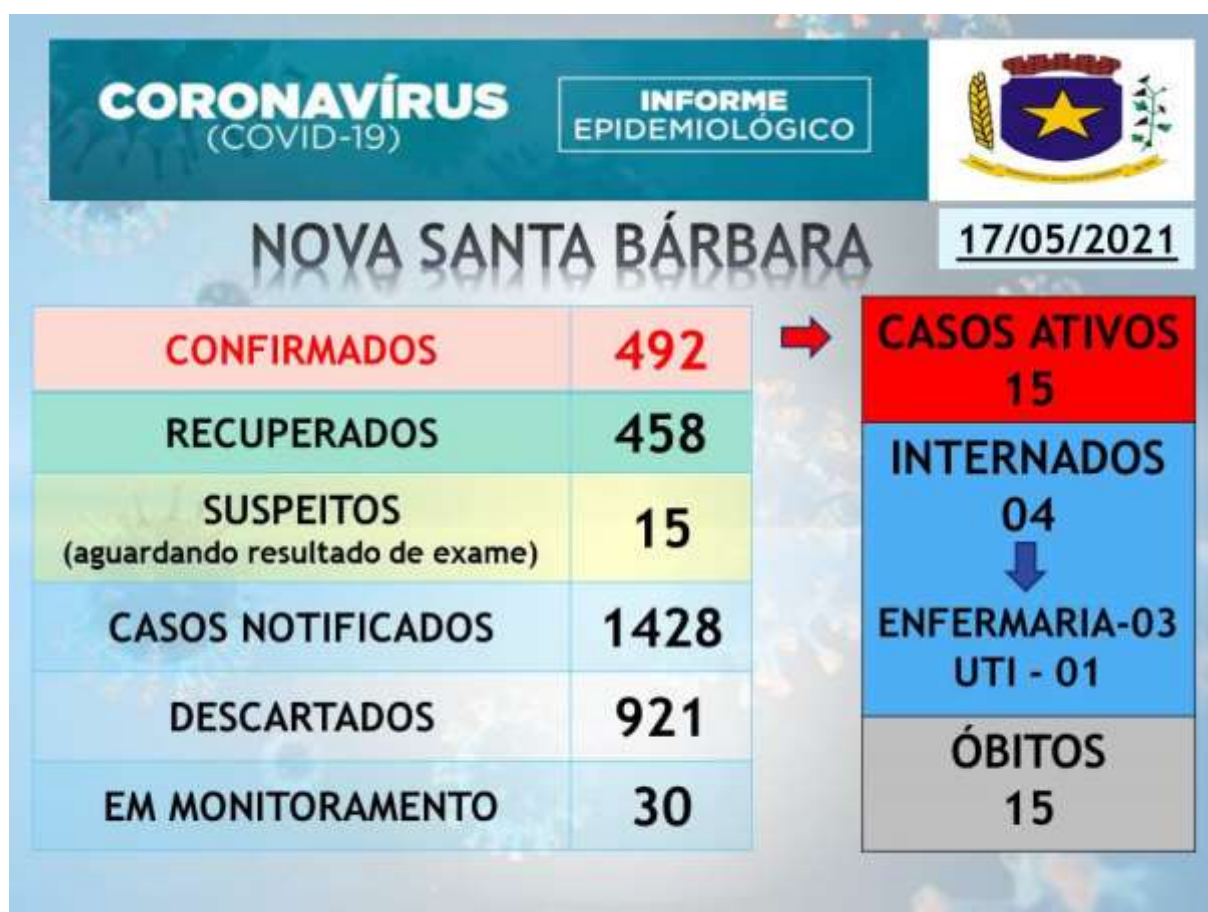 CORONAVÍRUS
(COVID-19)
INFORME
EPIDEMIOLÓGICO
NOVA SANTA BÁRBARA
17/05/2021
CONFIRMADOS 492
RECUPERADOS 458
SUSPEITOS
(aguardando resultado de exame) 15
CASOS NOTIFICADOS 1428
DESCARTADOS 921
EM MONITORAMENTO 30
CASOS ATIVOS
15
INTERNADOS
04
ENFERMARIA-03
UTI - 01
ÓBITOS
15